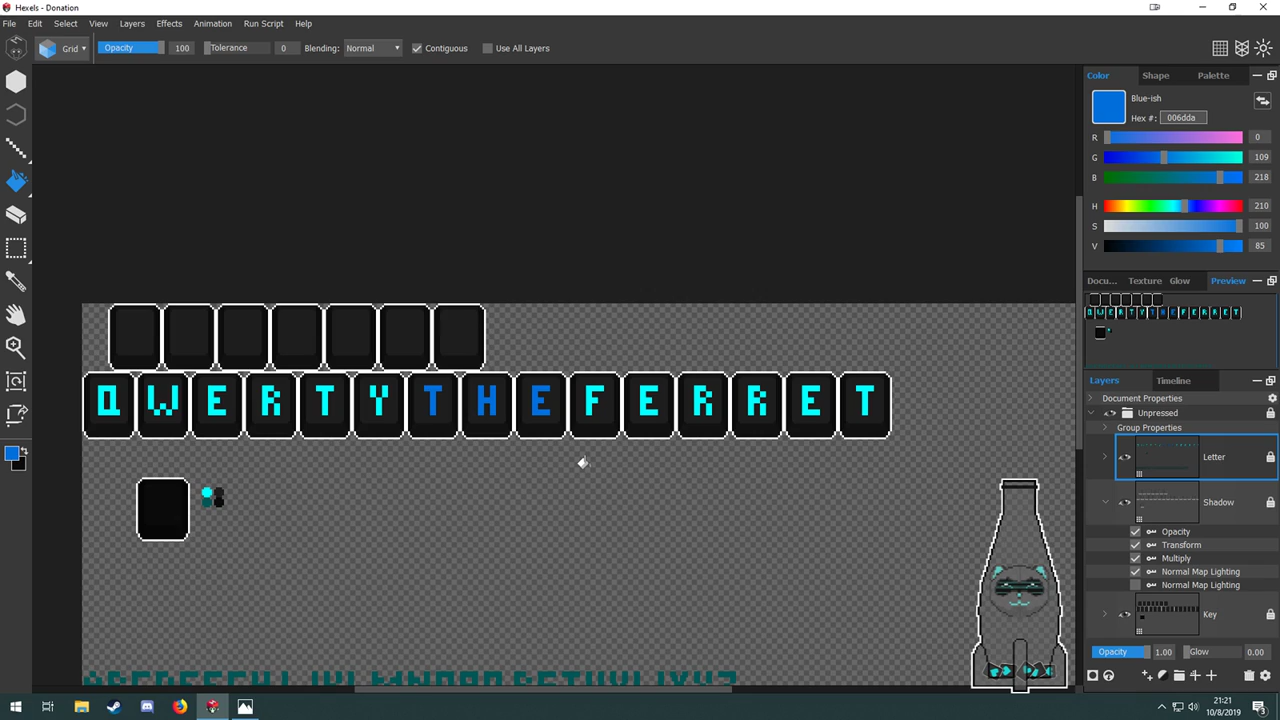 Hexels - Donation
File Edit Select View Layers Effects Animation Run Script Help
Grid Opacity 100 Tolerance 0 Blending: Normal Contiguous Use All Layers
Color Shape Palette
Blue-ish
Hex #: 006dda
R 0
G 109
B 218
H 210
S 100
V 85
Docu... Texture Glow Preview
QWERTYTHEFERRET
Layers Timeline
Document Properties
Unpressed
Group Properties
Letter
Shadow
Opacity
Transform
Multiply
Normal Map Lighting
Normal Map Lighting
Key
Opacity 1.00 Glow 0.00
QWERTYTHEFERRET
21:21
10/8/2019
3